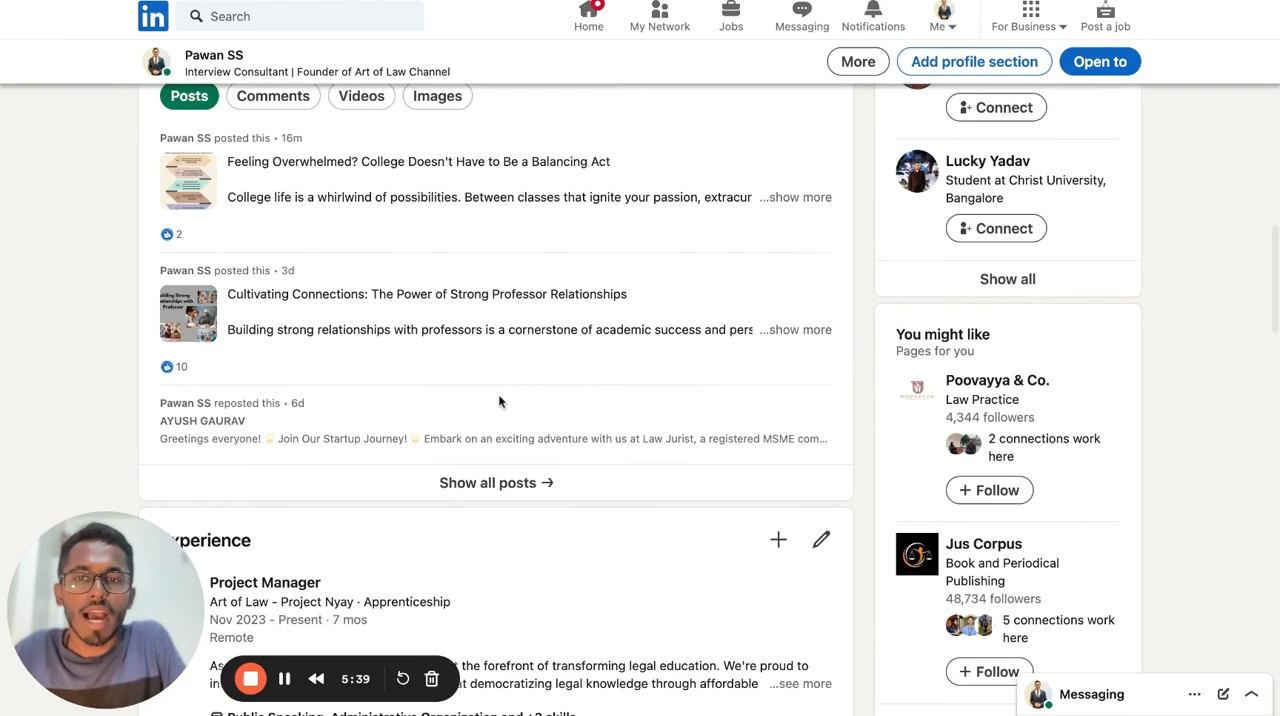 in
Search
Home
My Network
Jobs
Messaging
Notifications
Me
For Business
Post a job
Pawan SS
Interview Consultant | Founder of Art of Law Channel
More
Add profile section
Open to
Posts
Comments
Videos
Images
Pawan SS posted this • 16m
Feeling Overwhelmed? College Doesn't Have to Be a Balancing Act
College life is a whirlwind of possibilities. Between classes that ignite your passion, extracur ...show more
2
Pawan SS posted this • 3d
Cultivating Connections: The Power of Strong Professor Relationships
Building strong relationships with professors is a cornerstone of academic success and pers ...show more
10
Pawan SS reposted this • 6d
AYUSH GAURAV
Greetings everyone! Join Our Startup Journey! Embark on an exciting adventure with us at Law Jurist, a registered MSME com...
Show all posts →
Experience
Project Manager
Art of Law - Project Nyay · Apprenticeship
Nov 2023 - Present · 7 mos
Remote
As t the forefront of transforming legal education. We're proud to
in at democratizing legal knowledge through affordable ...see more
5:39
Connect
Lucky Yadav
Student at Christ University,
Bangalore
Connect
Show all
You might like
Pages for you
Poovayya & Co.
Law Practice
4,344 followers
2 connections work
here
+ Follow
Jus Corpus
Book and Periodical
Publishing
48,734 followers
5 connections work
here
+ Follow
Messaging